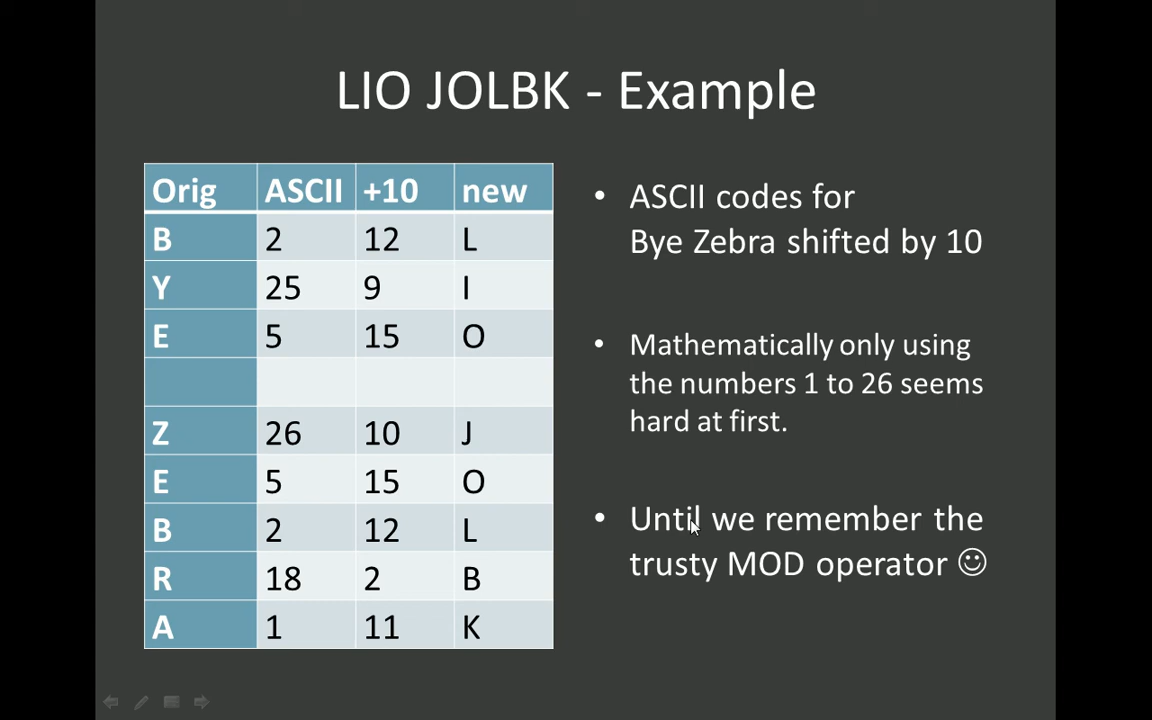 LIO JOLBK - Example
Orig ASCII +10 new
B 2 12 L
Y 25 9 I
E 5 15 O
Z 26 10 J
E 5 15 O
B 2 12 L
R 18 2 B
A 1 11 K
• ASCII codes for
Bye Zebra shifted by 10
• Mathematically only using
the numbers 1 to 26 seems
hard at first.
• Until we remember the
trusty MOD operator ☺